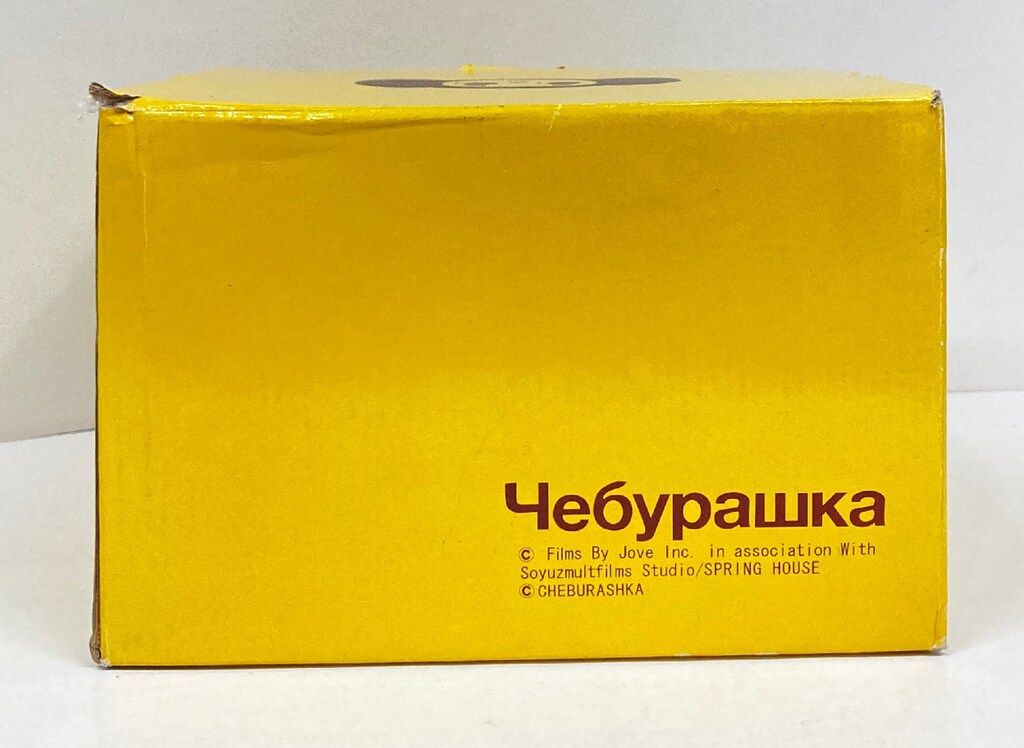 Чебурашка
© Films By Jove Inc. in association With
Soyuzmultfilms Studio/SPRING HOUSE
©CHEBURASHKA